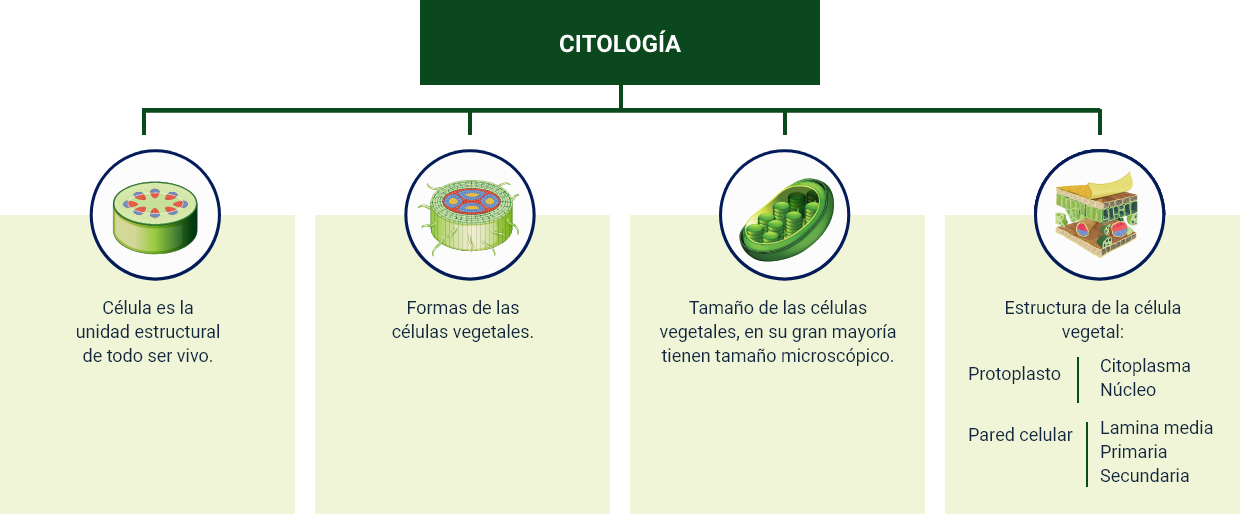 CITOLOGÍA
Célula es la
unidad estructural
de todo ser vivo.
Formas de las
células vegetales.
Tamaño de las células
vegetales, en su gran mayoría
tienen tamaño microscópico.
Estructura de la célula
vegetal:
Protoplasto
Citoplasma
Núcleo
Pared celular
Lamina media
Primaria
Secundaria